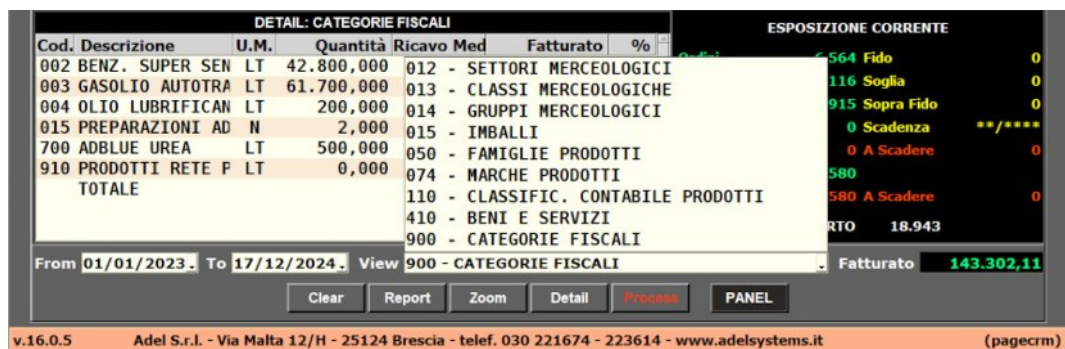 DETAIL: CATEGORIE FISCALI
ESPOSIZIONE CORRENTE
Cod. Descrizione U.M. Quantità Ricavo Med Fatturato %
002 BENZ. SUPER SEN LT 42.800,000
003 GASOLIO AUTOTRA LT 61.700,000
004 OLIO LUBRIFICAN LT 200,000
015 PREPARAZIONI AD N 2,000
700 ADBLUE UREA LT 500,000
910 PRODOTTI RETE P LT 0,000
TOTALE
012 - SETTORI MERCEOLOGICI
013 - CLASSI MERCEOLOGICHE
014 - GRUPPI MERCEOLOGICI
015 - IMBALLI
050 - FAMIGLIE PRODOTTI
074 - MARCHE PRODOTTI
110 - CLASSIFIC. CONTABILE PRODOTTI
410 - BENI E SERVIZI
900 - CATEGORIE FISCALI
564 Fido 0
116 Soglia 0
915 Sopra Fido 0
0 Scadenza **/****
0 A Scadere 0
580
580 A Scadere 0
RTO 18.943
From 01/01/2023 To 17/12/2024 View 900 - CATEGORIE FISCALI Fatturato 143.302,11
Clear Report Zoom Detail Process PANEL
v.16.0.5 Adel S.r.l. - Via Malta 12/H - 25124 Brescia - telef. 030 221674 - 223614 - www.adelsystems.it (pagecrm)